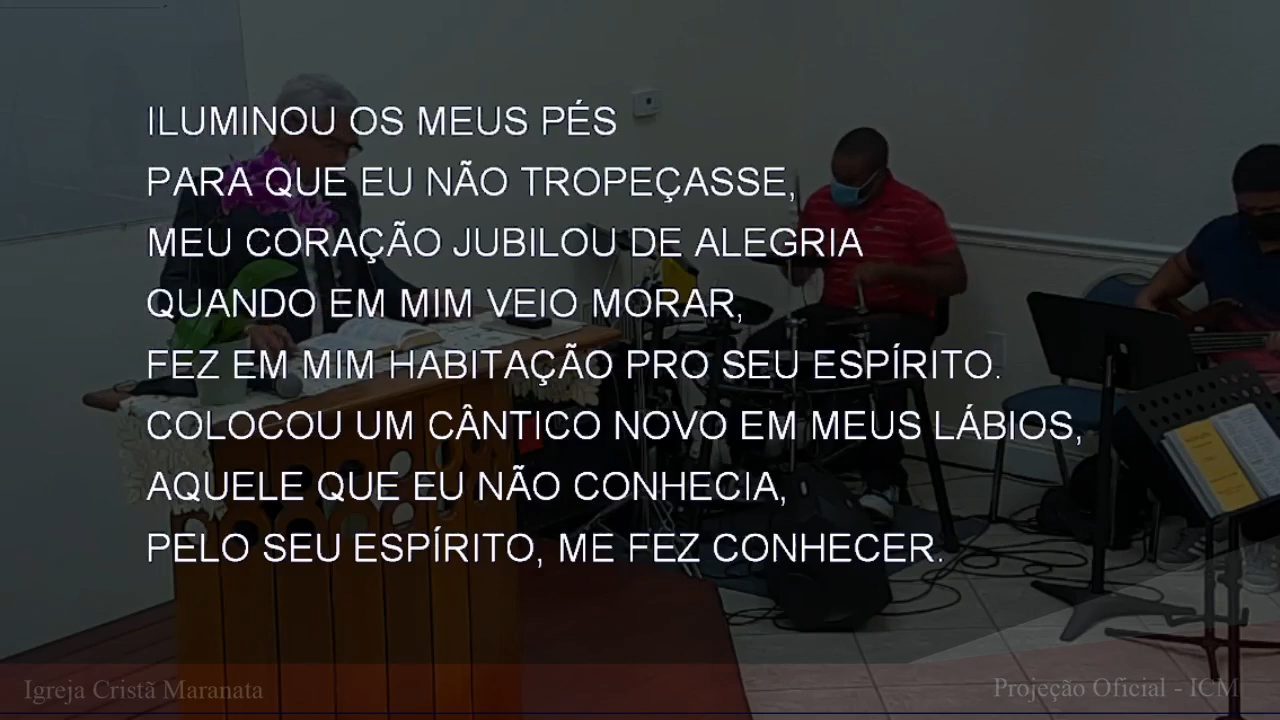 ILUMINOU OS MEUS PÉS
PARA QUE EU NÃO TROPEÇASSE,
MEU CORAÇÃO JUBILOU DE ALEGRIA
QUANDO EM MIM VEIO MORAR,
FEZ EM MIM HABITAÇÃO PRO SEU ESPÍRITO.
COLOCOU UM CÂNTICO NOVO EM MEUS LÁBIOS,
AQUELE QUE EU NÃO CONHECIA,
PELO SEU ESPÍRITO, ME FEZ CONHECER.
Igreja Cristã Maranata
Projeção Oficial - ICM